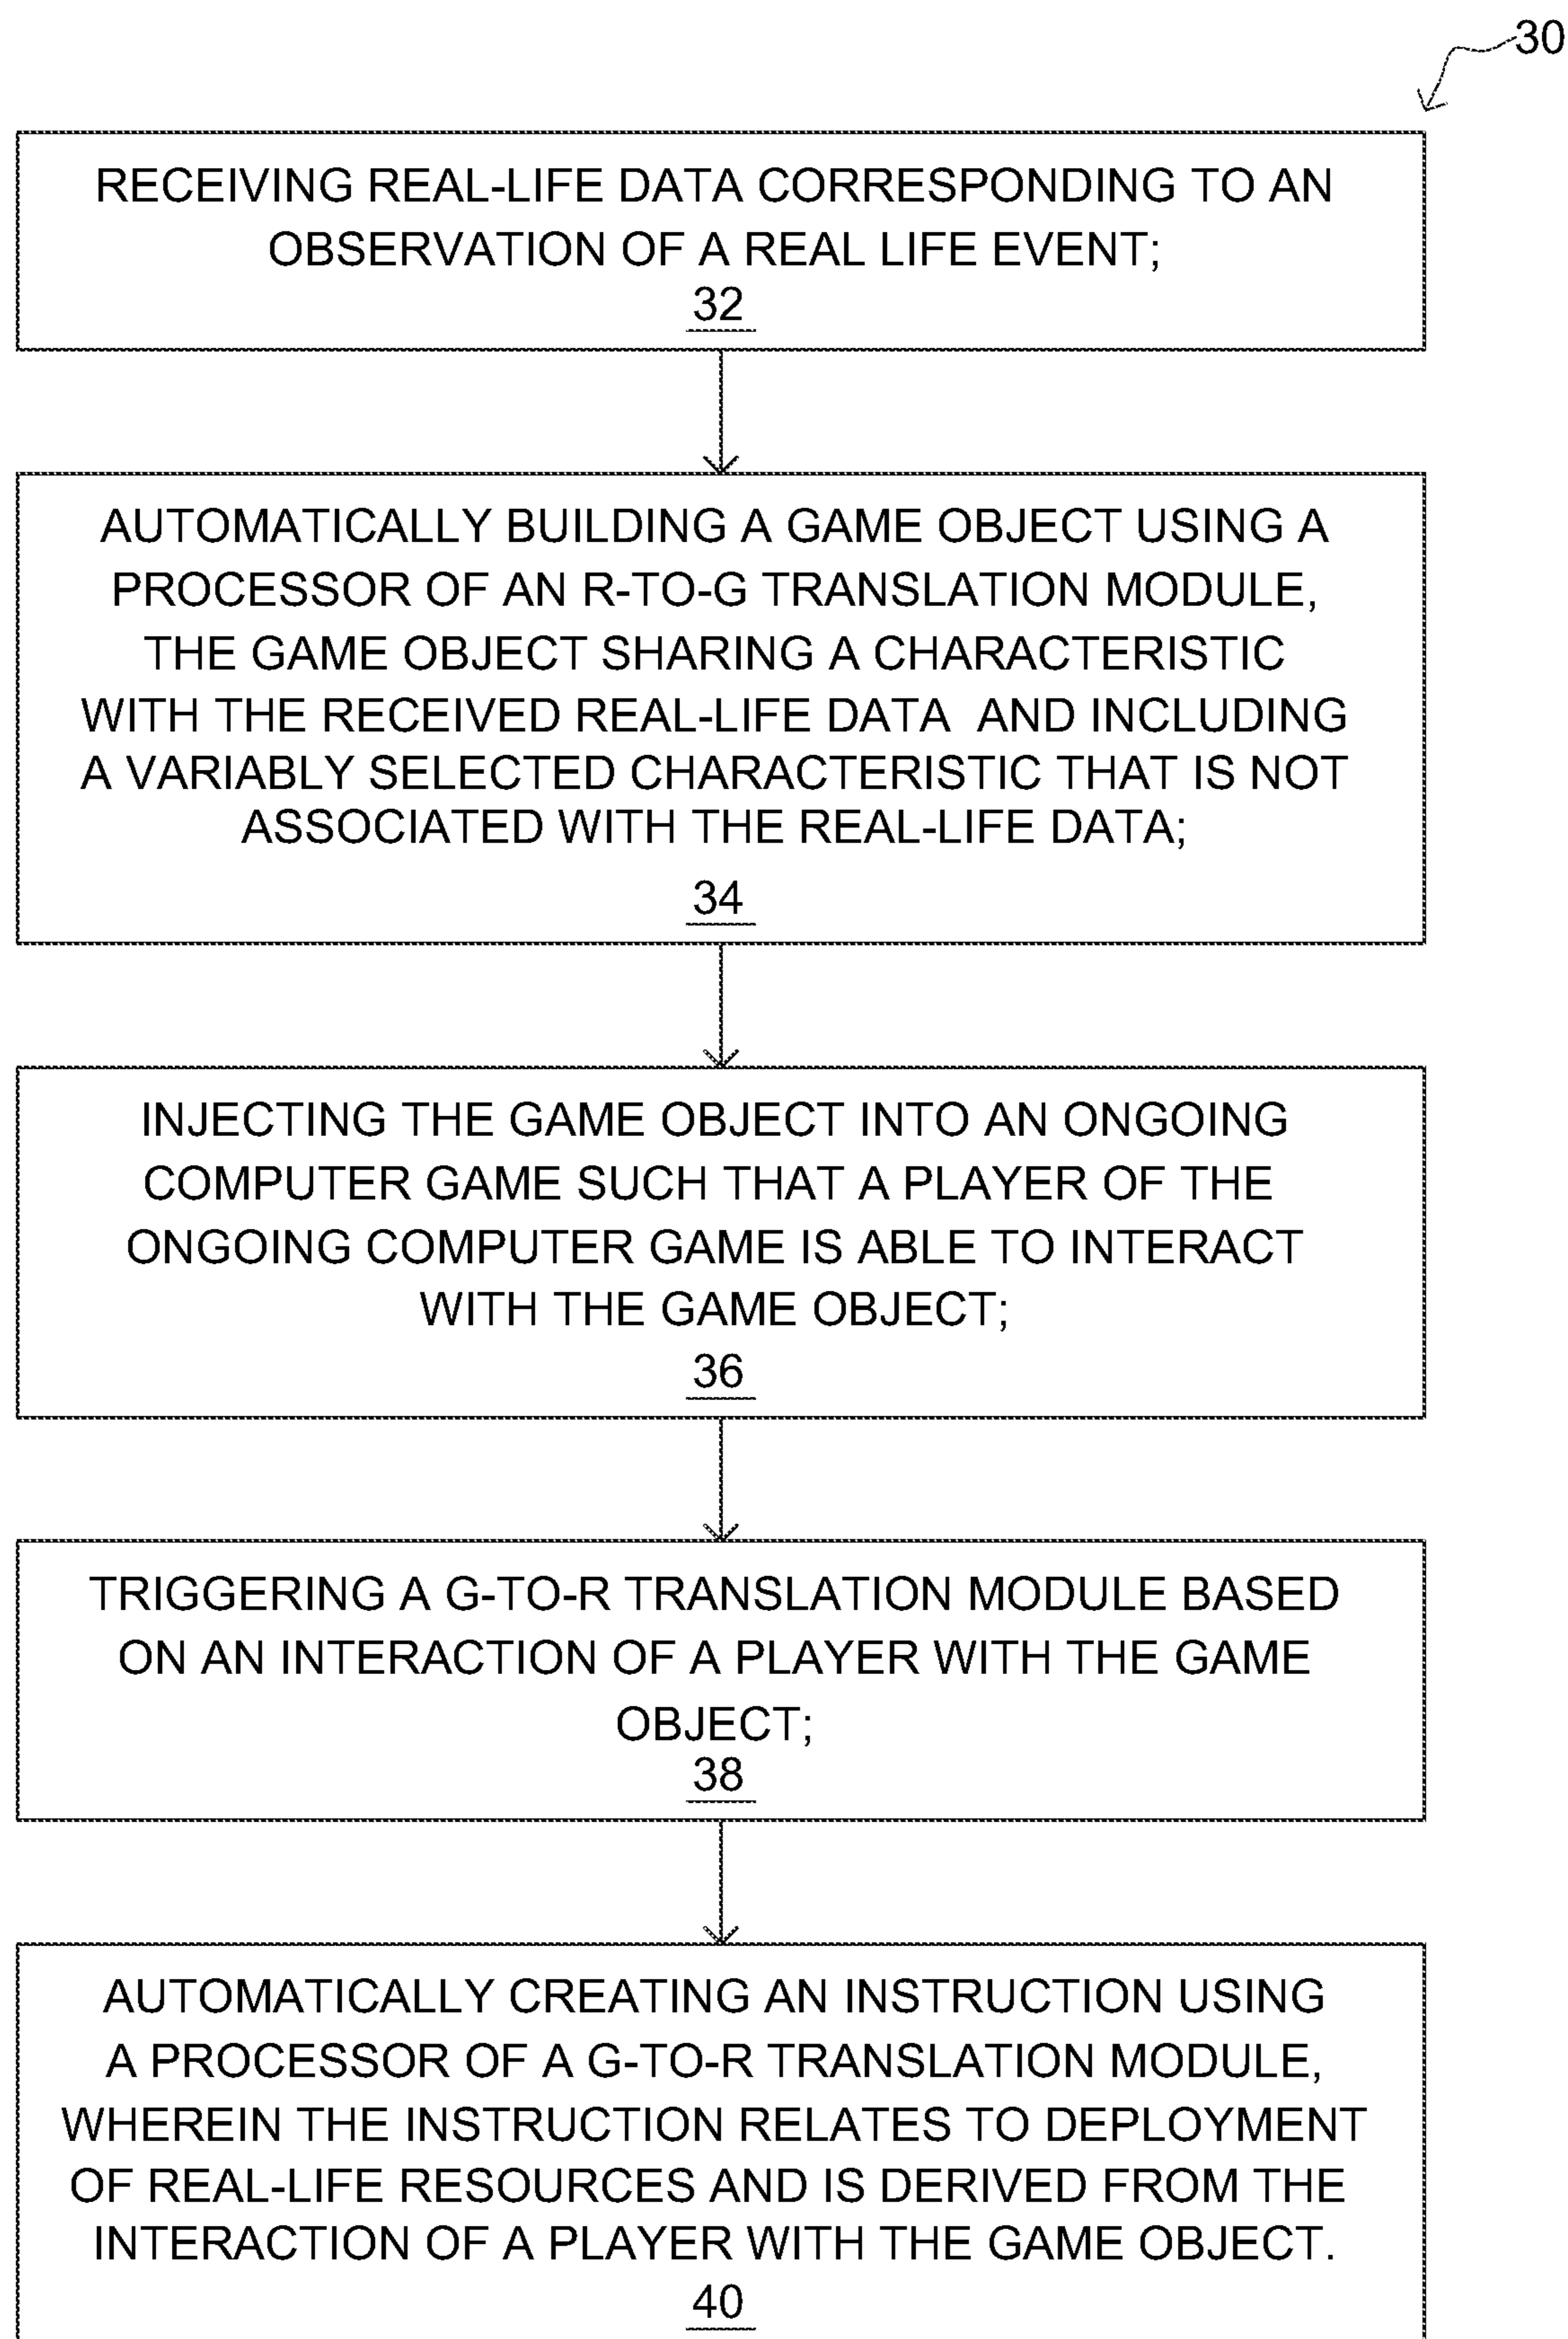 30
RECEIVING REAL-LIFE DATA CORRESPONDING TO AN
OBSERVATION OF A REAL LIFE EVENT;
32
AUTOMATICALLY BUILDING A GAME OBJECT USING A
PROCESSOR OF AN R-TO-G TRANSLATION MODULE,
THE GAME OBJECT SHARING A CHARACTERISTIC
WITH THE RECEIVED REAL-LIFE DATA AND INCLUDING
A VARIABLY SELECTED CHARACTERISTIC THAT IS NOT
ASSOCIATED WITH THE REAL-LIFE DATA;
34
INJECTING THE GAME OBJECT INTO AN ONGOING
COMPUTER GAME SUCH THAT A PLAYER OF THE
ONGOING COMPUTER GAME IS ABLE TO INTERACT
WITH THE GAME OBJECT;
36
TRIGGERING A G-TO-R TRANSLATION MODULE BASED
ON AN INTERACTION OF A PLAYER WITH THE GAME
OBJECT;
38
AUTOMATICALLY CREATING AN INSTRUCTION USING
A PROCESSOR OF A G-TO-R TRANSLATION MODULE,
WHEREIN THE INSTRUCTION RELATES TO DEPLOYMENT
OF REAL-LIFE RESOURCES AND IS DERIVED FROM THE
INTERACTION OF A PLAYER WITH THE GAME OBJECT.
40